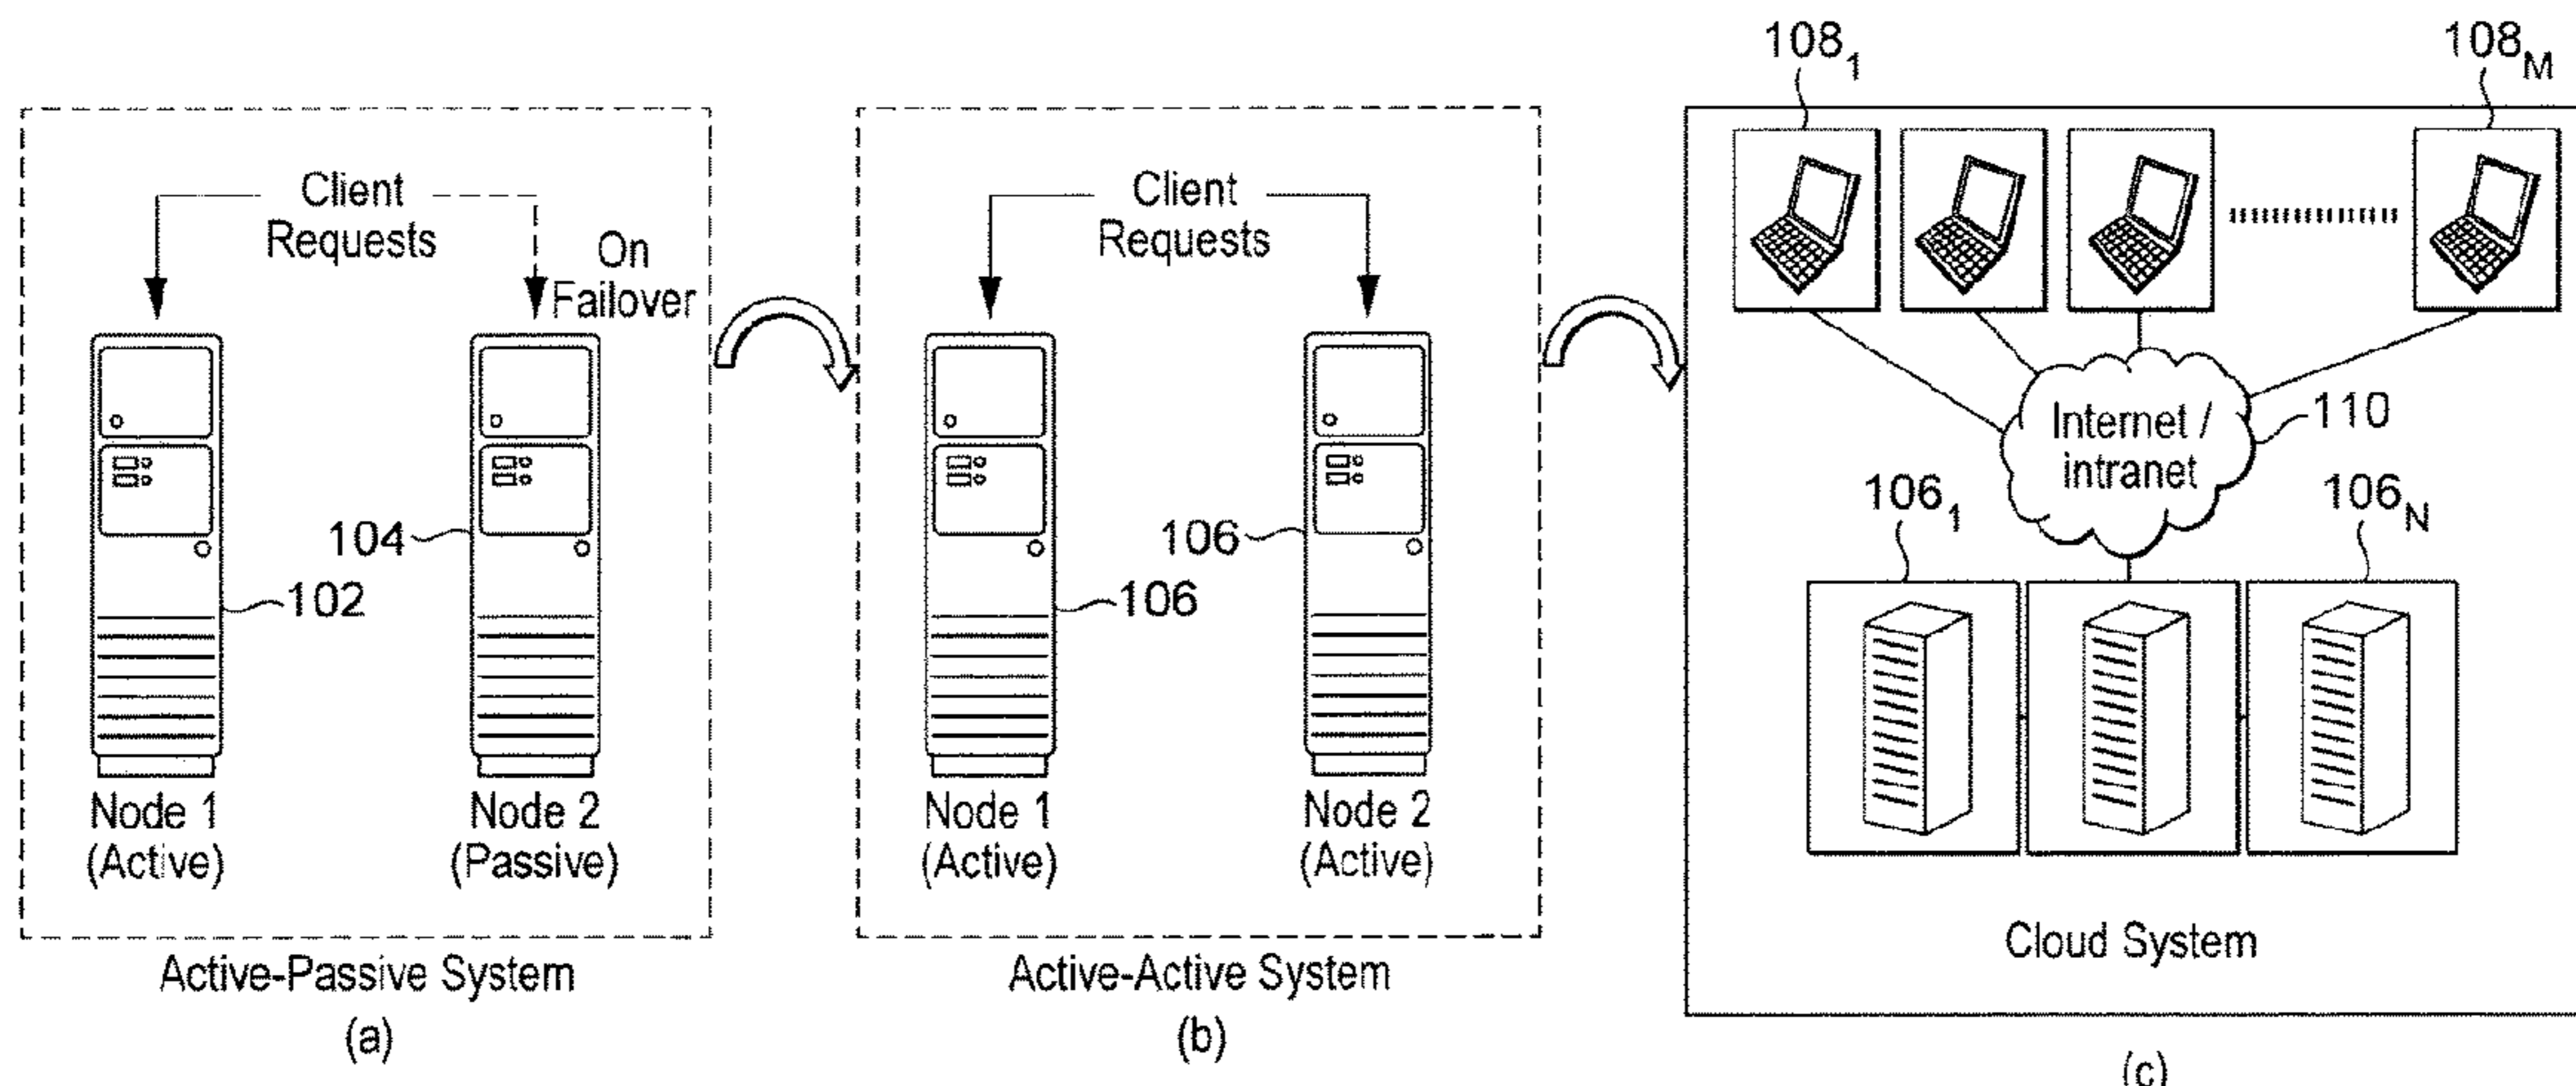 Client
Requests
On
Failover
104
102
Node 1
(Active)
Node 2
(Passive)
Active-Passive System
(a)
Client
Requests
106
106
Node 1
(Active)
Node 2
(Active)
Active-Active System
(b)
108₁
108M
Internet /
intranet
110
106₁
106N
Cloud System
(c)